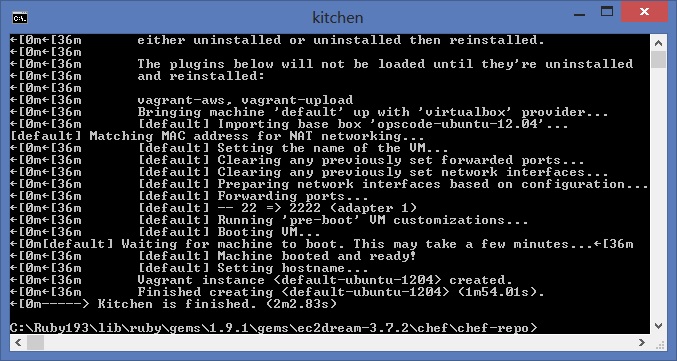 kitchen
C:\.
←[0m←[36m       either uninstalled or uninstalled then reinstalled.
←[0m←[36m
←[0m←[36m       The plugins below will not be loaded until they're uninstalled
←[0m←[36m       and reinstalled:
←[0m←[36m
←[0m←[36m       vagrant-aws, vagrant-upload
←[0m←[36m       Bringing machine 'default' up with 'virtualbox' provider...
←[0m←[36m       [default] Importing base box 'opscode-ubuntu-12.04'...
[default] Matching MAC address for NAT networking...
←[0m←[36m       [default] Setting the name of the VM...
←[0m←[36m       [default] Clearing any previously set forwarded ports...
←[0m←[36m       [default] Clearing any previously set network interfaces...
←[0m←[36m       [default] Preparing network interfaces based on configuration...
←[0m←[36m       [default] Forwarding ports...
←[0m←[36m       [default] -- 22 => 2222 (adapter 1)
←[0m←[36m       [default] Running 'pre-boot' VM customizations...
←[0m←[36m       [default] Booting VM...
←[0m[default] Waiting for machine to boot. This may take a few minutes...←[36m
←[0m←[36m       [default] Machine booted and ready!
←[0m←[36m       [default] Setting hostname...
←[0m←[36m       Vagrant instance <default-ubuntu-1204> created.
←[0m←[36m       Finished creating <default-ubuntu-1204> (1m54.01s).
←[0m-----> Kitchen is finished. (2m2.83s)
C:\Ruby193\lib\ruby\gems\1.9.1\gems\ec2dream-3.7.2\chef\chef-repo>